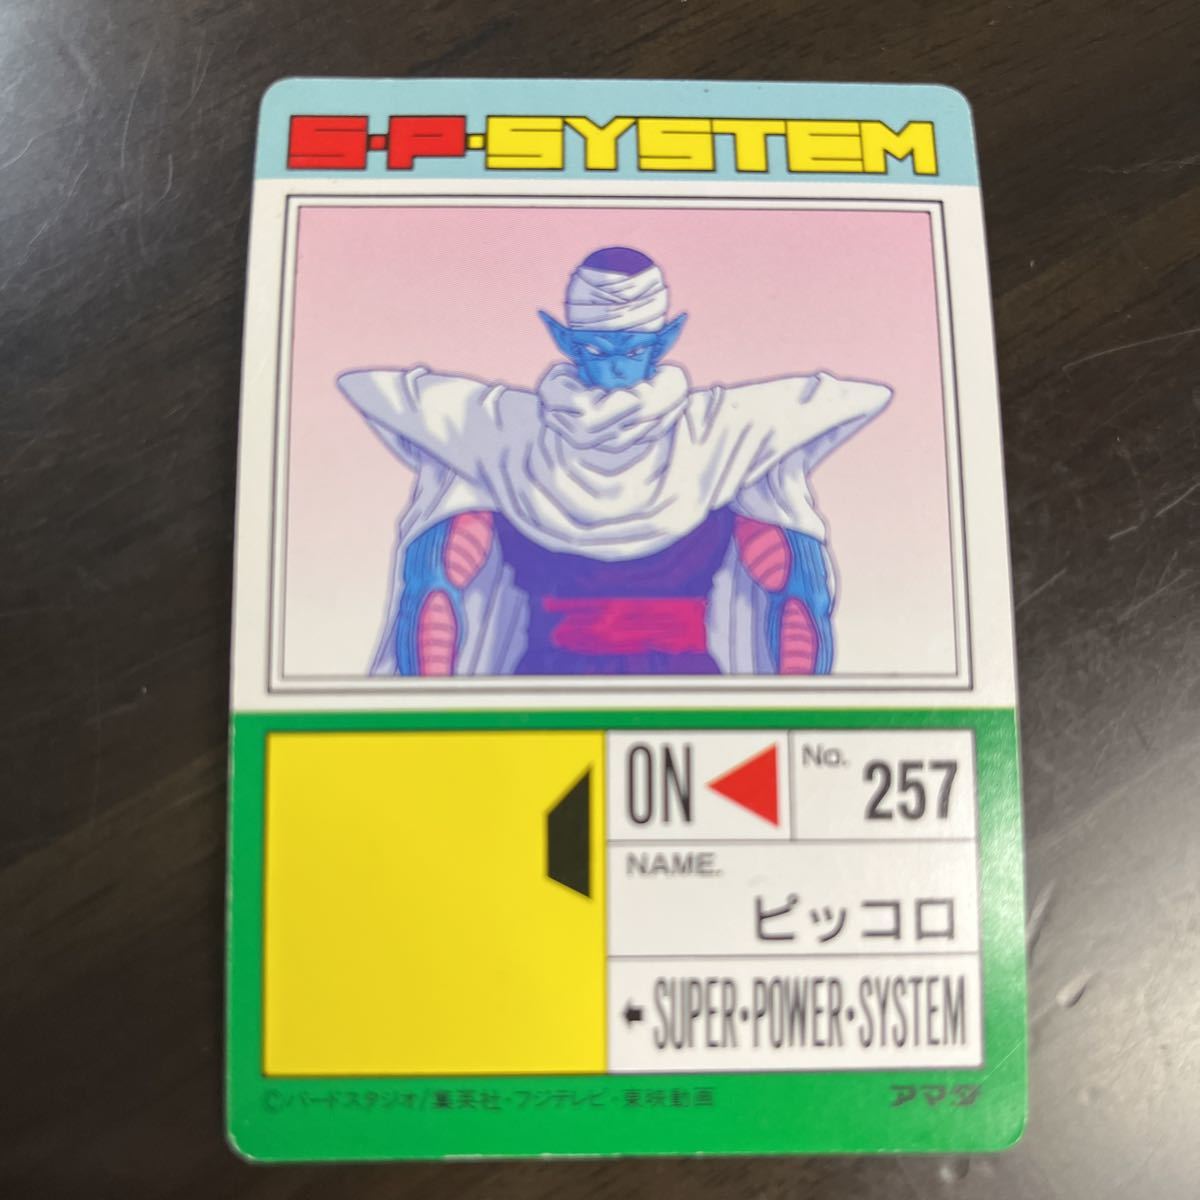 S·P·SYSTEM
ON
No. 257
NAME.
ピッコロ
SUPER・POWER・SYSTEM
©バードスタジオ/集英社・フジテレビ・東映動画
アマダ